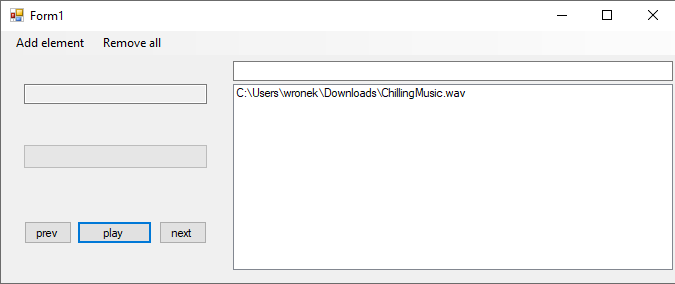 Form1
Add element Remove all
C:\Users\wronek\Downloads\ChillingMusic.wav
prev play next